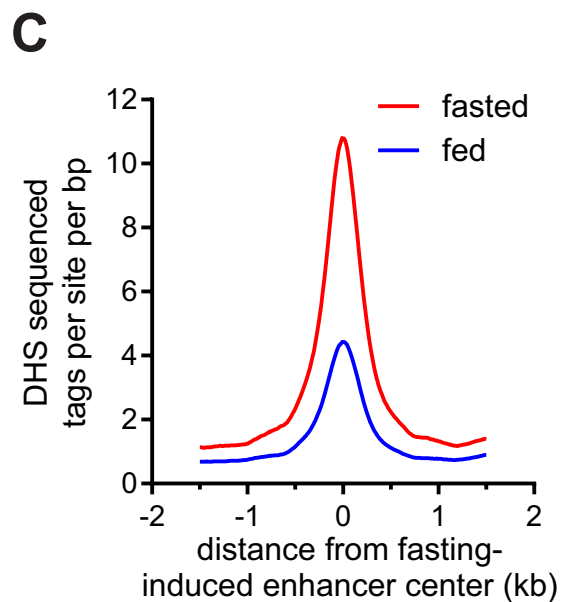 C
12
10
8
6
4
2
0
DHS sequenced
tags per site per bp
fasted
fed
-2
-1
0
1
2
distance from fasting-
induced enhancer center (kb)